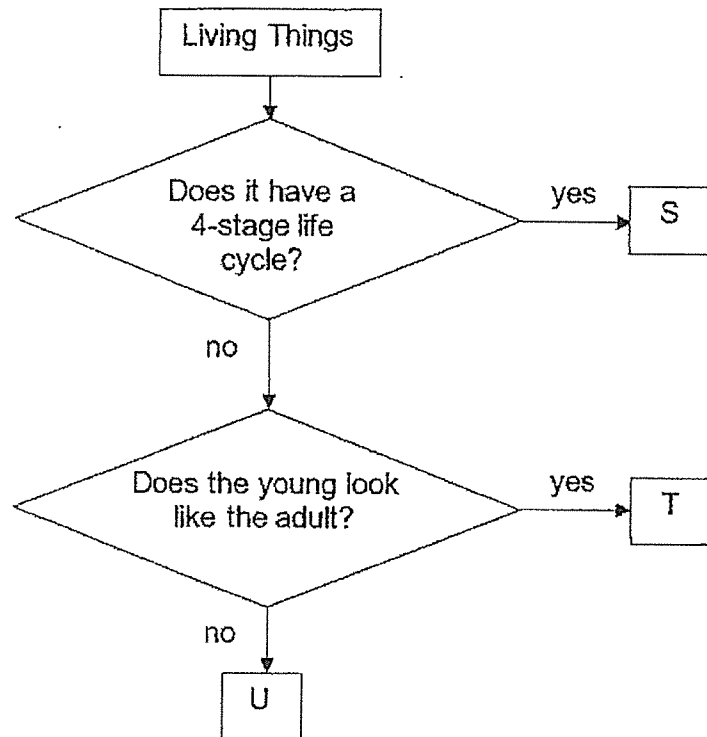 Living Things
Does it have a
4-stage life
cycle?
yes
S
no
Does the young look
like the adult?
yes
T
no
U